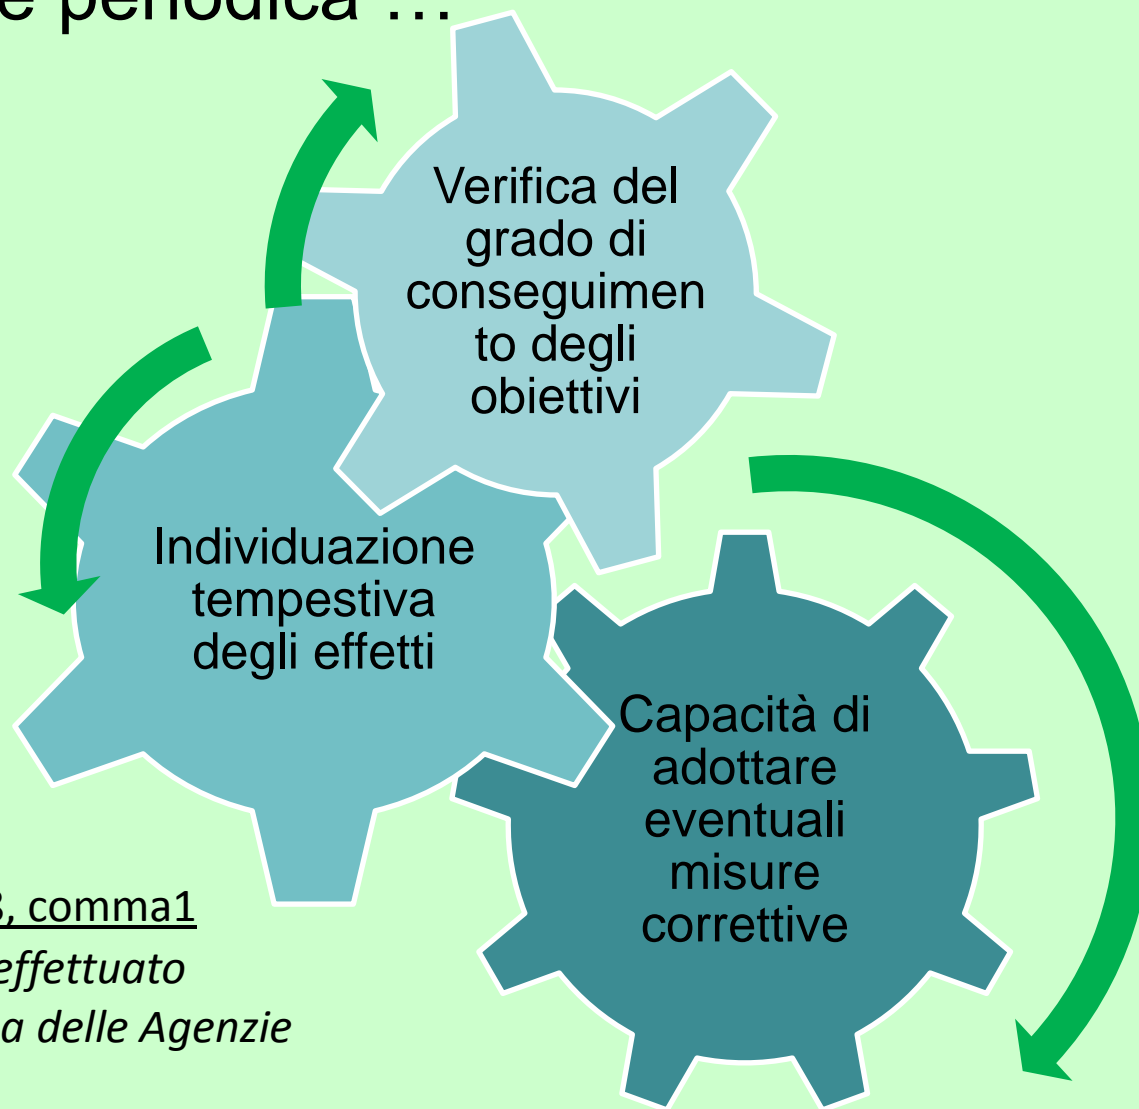 e periodica …
Verifica del
grado di
conseguimen
to degli
obiettivi
Individuazione
tempestiva
degli effetti
Capacità di
adottare
eventuali
misure
correttive
, comma1
effettuato
a delle Agenzie